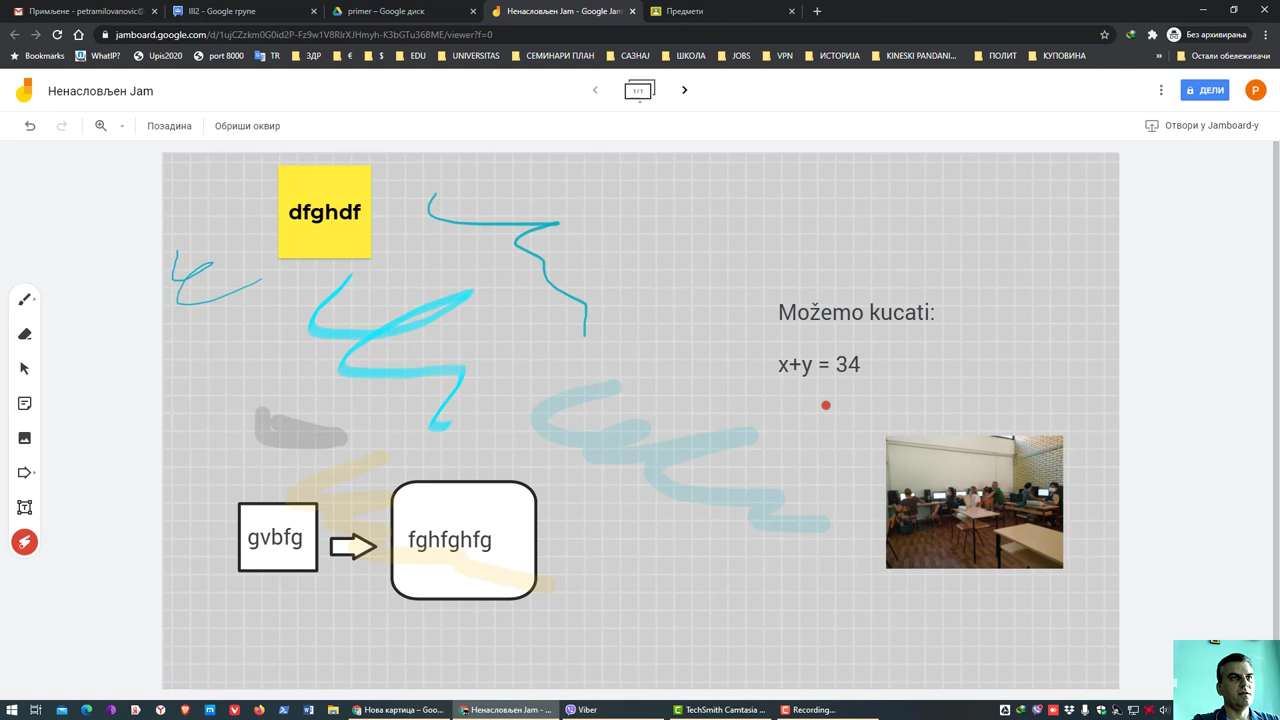 Примљене - petramilovanovic@
III2 - Google групе
primer – Google диск
Ненасловљен Jam - Google Jam
Предмети
jamboard.google.com/d/1ujCZzkm0G0id2P-Fz9w1V8RlrXJHmyh-K3bGTu36BME/viewer?f=0
Без архивирања
Bookmarks
WhatIP?
Upis2020
Sport 8000
TR
ЗДР
€
$
EDU
UNIVERSITAS
СЕМИНАРИ ПЛАН
САЗНАЈ
ШКОЛА
JOBS
VPN
ИСТОРИЈА
KINESKI PANDANI...
ПОЛИТ
КУПОВИНА
»
Остали обележивачи
Ненасловљен Jam
1/1
ДЕЛИ
P
Позадина
Обриши оквир
Отвори у Jamboard-у
dfghdf
Možemo kucati:
x+y = 34
gvbfg
fghfghfg
Нова картица – Goo...
Ненасловљен Jam - ...
Viber
TechSmith Camtasia ...
Recording...